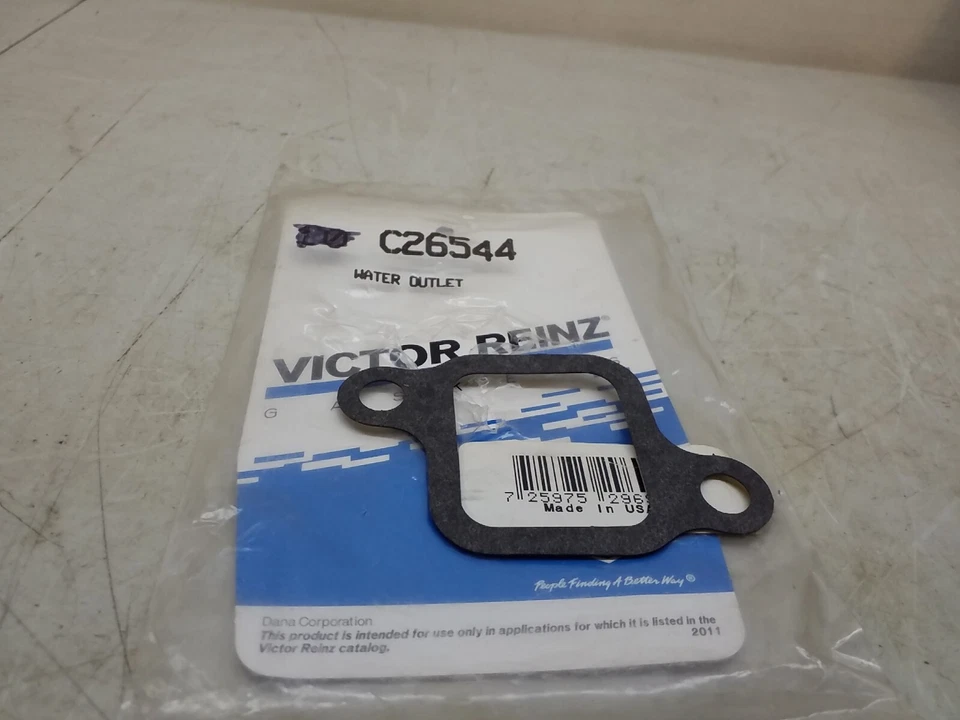 C26544
WATER OUTLET
VICTOR REINZ®
G A S K E T S
7 25975 1296
Made In USA
People Finding A Better Way®
Dana Corporation
This product is intended for use only in applications for which it is listed in the
2011
Victor Reinz catalog.